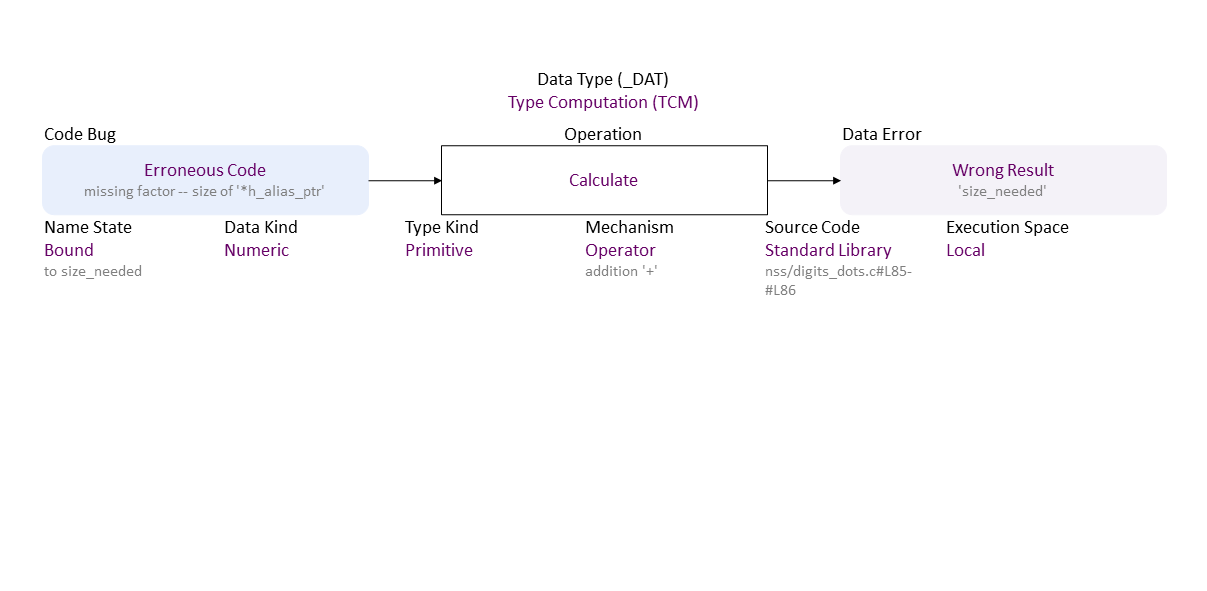 Data Type (_DAT)
Type Computation (TCM)
Code Bug
Operation
Data Error
Erroneous Code
missing factor -- size of '*h_alias_ptr'
Calculate
Wrong Result
'size_needed'
Name State
Bound
to size_needed
Data Kind
Numeric
Type Kind
Primitive
Mechanism
Operator
addition '+'
Source Code
Standard Library
nss/digits_dots.c#L85-
#L86
Execution Space
Local